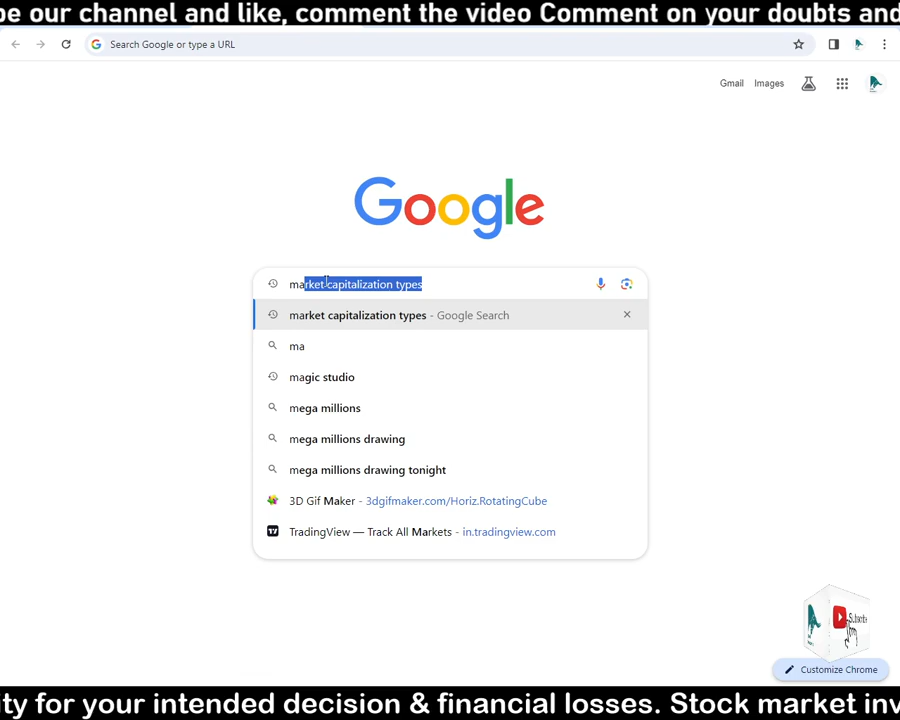 be our channel and like, comment the video Comment on your doubts and
Search Google or type a URL
Gmail Images
Google
market capitalization types
market capitalization types - Google Search
ma
magic studio
mega millions
mega millions drawing
mega millions drawing tonight
3D Gif Maker - 3dgifmaker.com/Horiz.RotatingCube
TradingView — Track All Markets - in.tradingview.com
Customize Chrome
ity for your intended decision & financial losses. Stock market inv